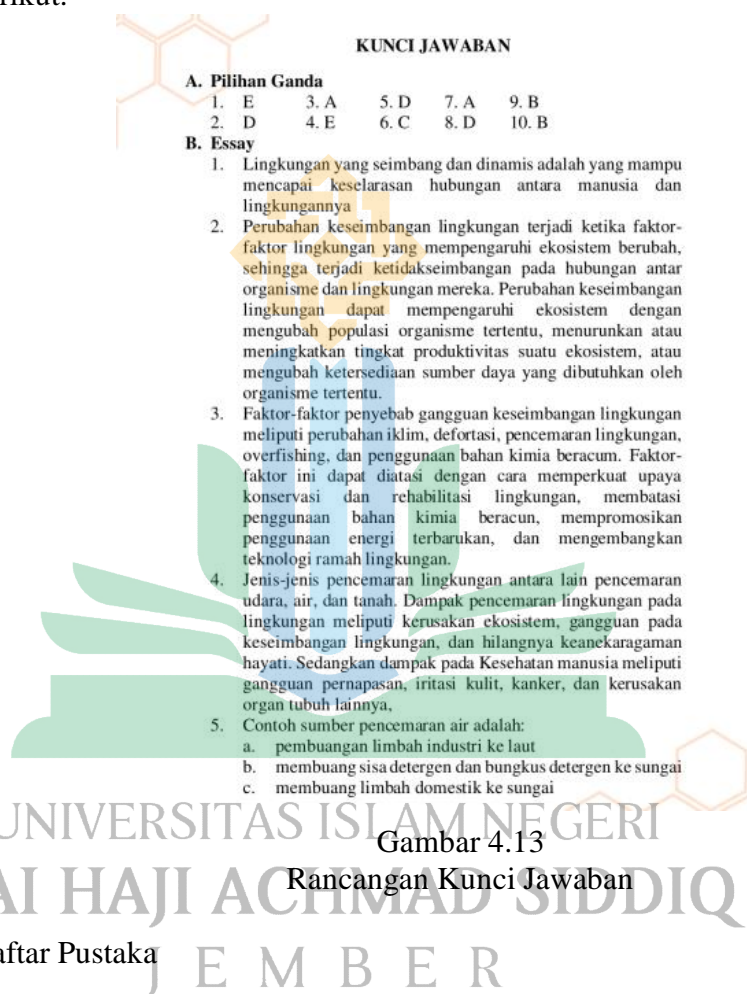 KUNCI JAWABAN
A. Pilihan Ganda
1. E 3. A 5. D 7. A 9. B
2. D 4. E 6. C 8. D 10. B
B. Essay
1. Lingkungan yang seimbang dan dinamis adalah yang mampu
mencapai keselarasan hubungan antara manusia dan
lingkungannya
2. Perubahan keseimbangan lingkungan terjadi ketika faktor-
faktor lingkungan yang mempengaruhi ekosistem berubah,
sehingga terjadi ketidakseimbangan pada hubungan antar
organisme dan lingkungan mereka. Perubahan keseimbangan
lingkungan dapat mempengaruhi ekosistem dengan
mengubah populasi organisme tertentu, menurunkan atau
meningkatkan tingkat produktivitas suatu ekosistem, atau
mengubah ketersediaan sumber daya yang dibutuhkan oleh
organisme tertentu.
3. Faktor-faktor penyebab gangguan keseimbangan lingkungan
meliputi perubahan iklim, defortasi, pencemaran lingkungan,
overfishing, dan penggunaan bahan kimia beracum. Faktor-
faktor ini dapat diatasi dengan cara memperkuat upaya
konservasi dan rehabilitasi lingkungan, membatasi
penggunaan bahan kimia beracun, mempromosikan
penggunaan energi terbarukan, dan mengembangkan
teknologi ramah lingkungan.
4. Jenis-jenis pencemaran lingkungan antara lain pencemaran
udara, air, dan tanah. Dampak pencemaran lingkungan pada
lingkungan meliputi kerusakan ekosistem, gangguan pada
keseimbangan lingkungan, dan hilangnya keanekaragaman
hayati. Sedangkan dampak pada Kesehatan manusia meliputi
gangguan pernapasan, iritasi kulit, kanker, dan kerusakan
organ tubuh lainnya,
5. Contoh sumber pencemaran air adalah:
a. pembuangan limbah industri ke laut
b. membuang sisa detergen dan bungkus detergen ke sungai
c. membuang limbah domestik ke sungai
UNIVERSITAS ISLAM NEGERI
Gambar 4.13
AI HAJI ACHMAD SIDDIQ
Rancangan Kunci Jawaban
aftar Pustaka
JEMBER